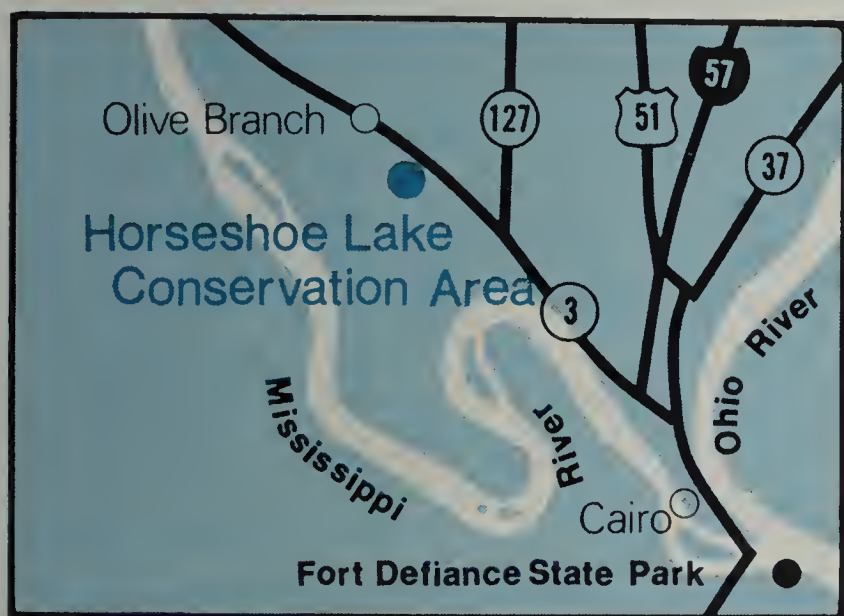 57
127
51
Olive Branch
37
Horseshoe Lake
Conservation Area
3
Ohio River
Mississippi
River
Cairo
Fort Defiance State Park